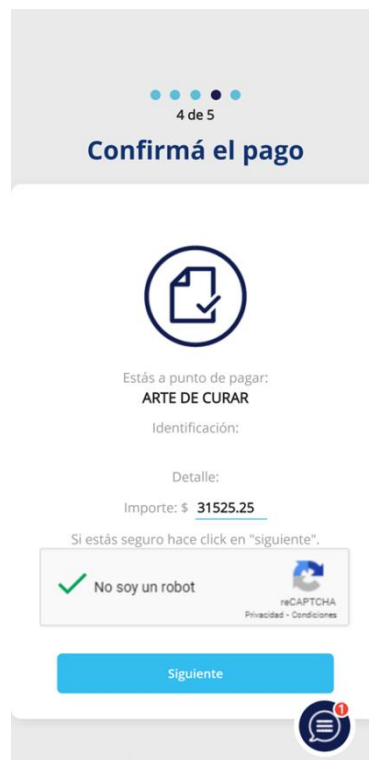 4 de 5
Confirmá el pago
Estás a punto de pagar:
ARTE DE CURAR
Identificación:
Detalle:
Importe: $ 31525.25
Si estás seguro hace click en "siguiente".
No soy un robot
reCAPTCHA
Privacidad - Condiciones
Siguiente
1